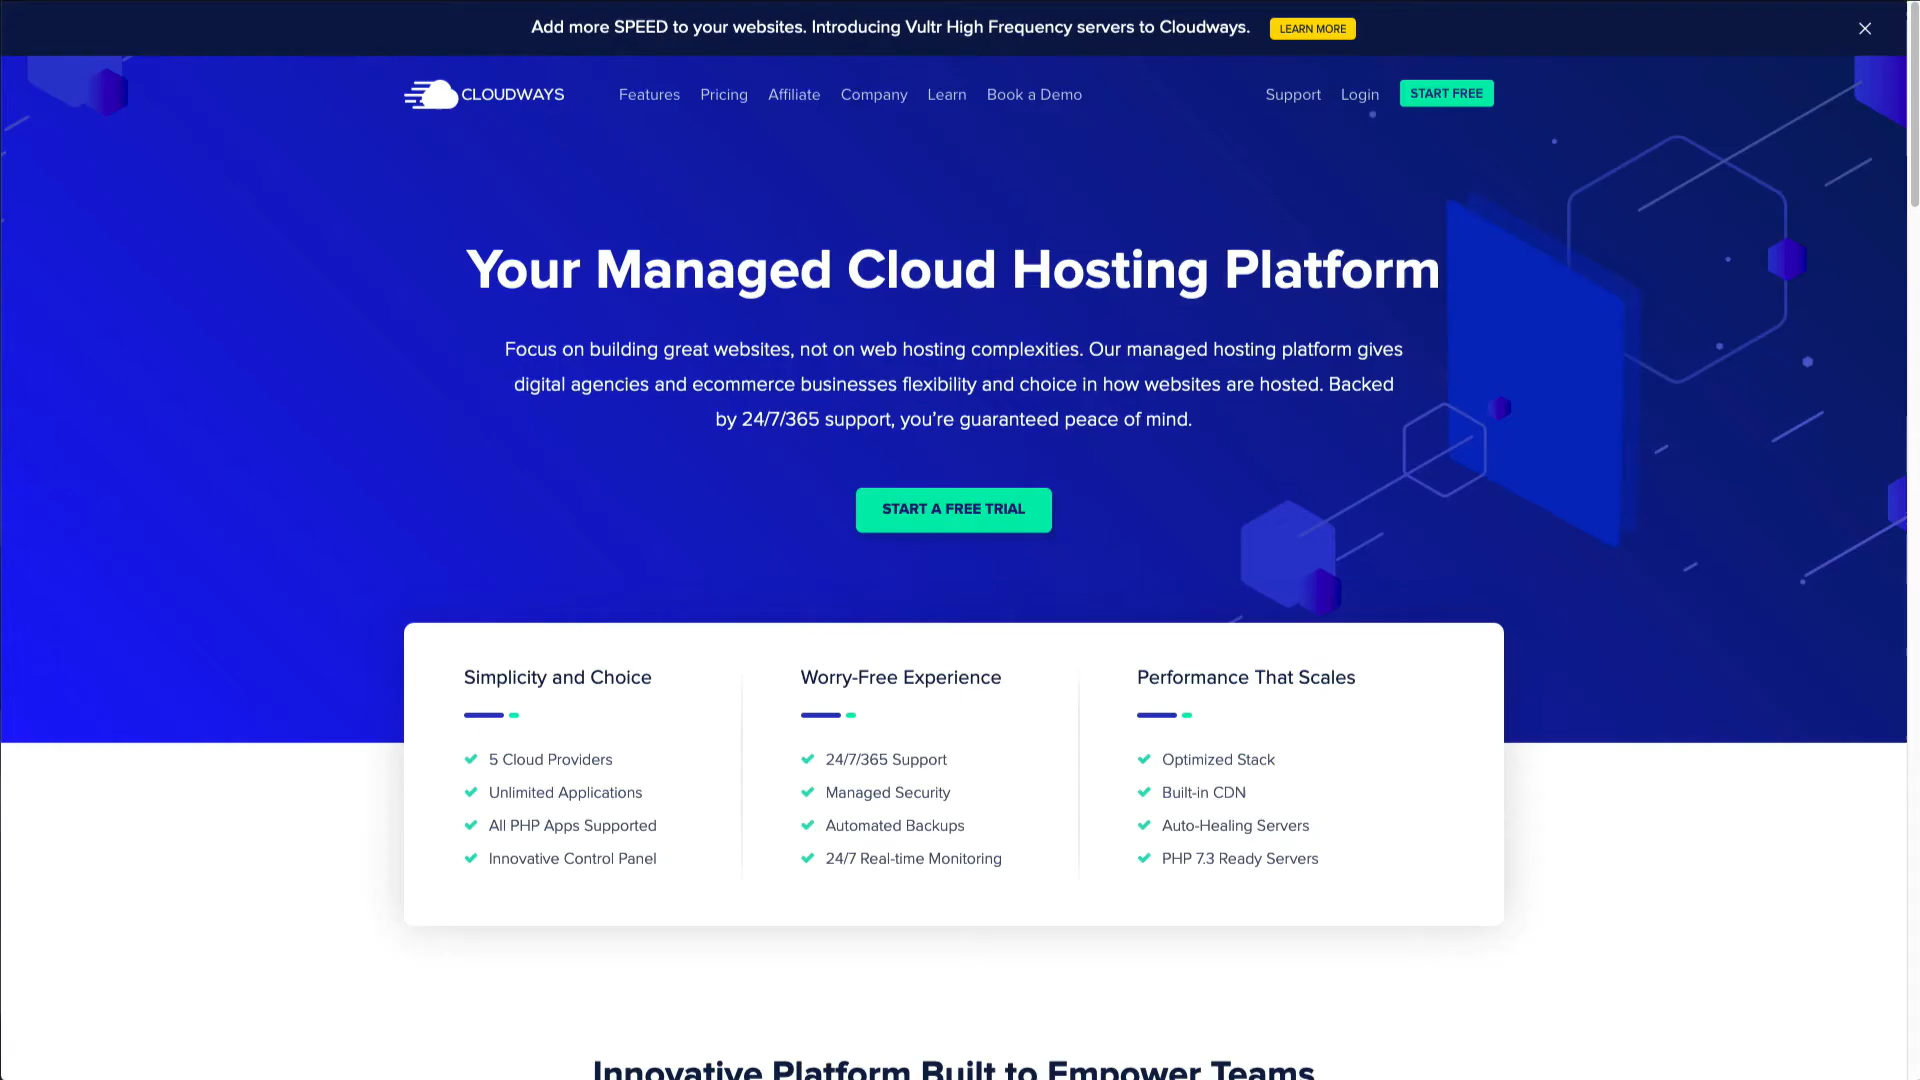 Add more SPEED to your websites. Introducing Vultr High Frequency servers to Cloudways. LEARN MORE
CLOUDWAYS Features Pricing Affiliate Company Learn Book a Demo Support Login START FREE
Your Managed Cloud Hosting Platform
Focus on building great websites, not on web hosting complexities. Our managed hosting platform gives
digital agencies and ecommerce businesses flexibility and choice in how websites are hosted. Backed
by 24/7/365 support, you’re guaranteed peace of mind.
START A FREE TRIAL
Simplicity and Choice
5 Cloud Providers
Unlimited Applications
All PHP Apps Supported
Innovative Control Panel
Worry-Free Experience
24/7/365 Support
Managed Security
Automated Backups
24/7 Real-time Monitoring
Performance That Scales
Optimized Stack
Built-in CDN
Auto-Healing Servers
PHP 7.3 Ready Servers
Innovative Platform Built to Empower Teams